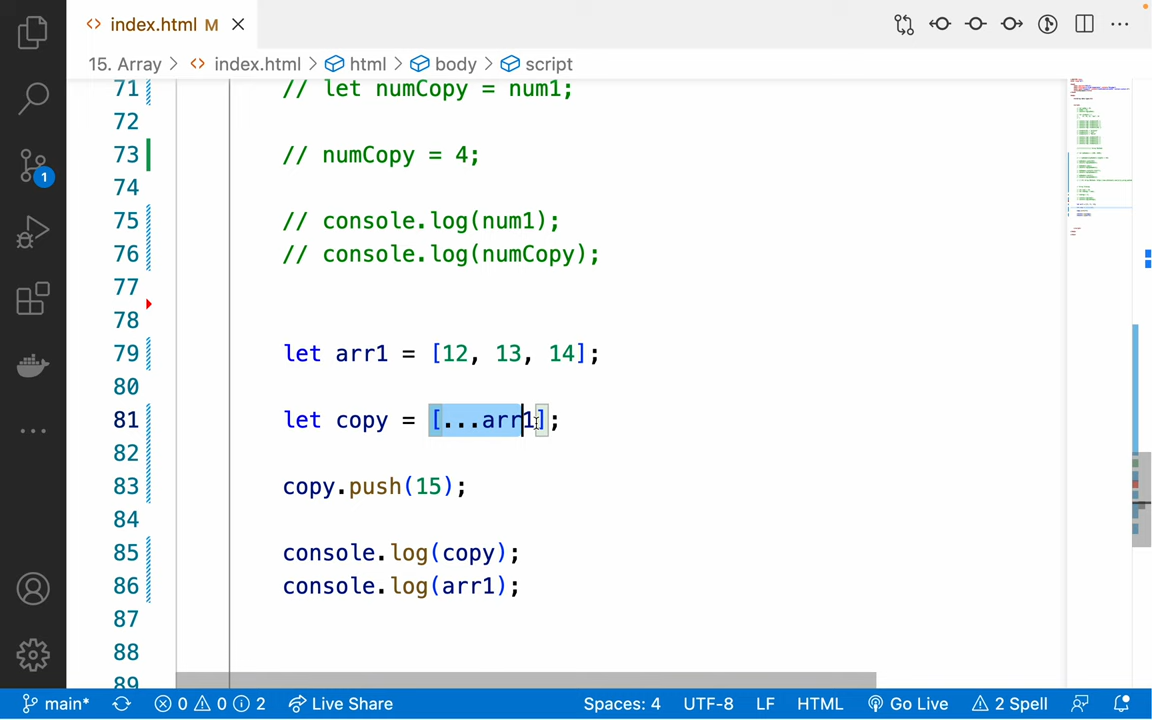 index.html M
15. Array > index.html > html > body > script
71 // let numCopy = num1;
72
73 // numCopy = 4;
74
75 // console.log(num1);
76 // console.log(numCopy);
77
78
79 let arr1 = [12, 13, 14];
80
81 let copy = [...arr1];
82
83 copy.push(15);
84
85 console.log(copy);
86 console.log(arr1);
87
88
89
1
main* 0 0 2 Live Share Spaces: 4 UTF-8 LF HTML Go Live 2 Spell